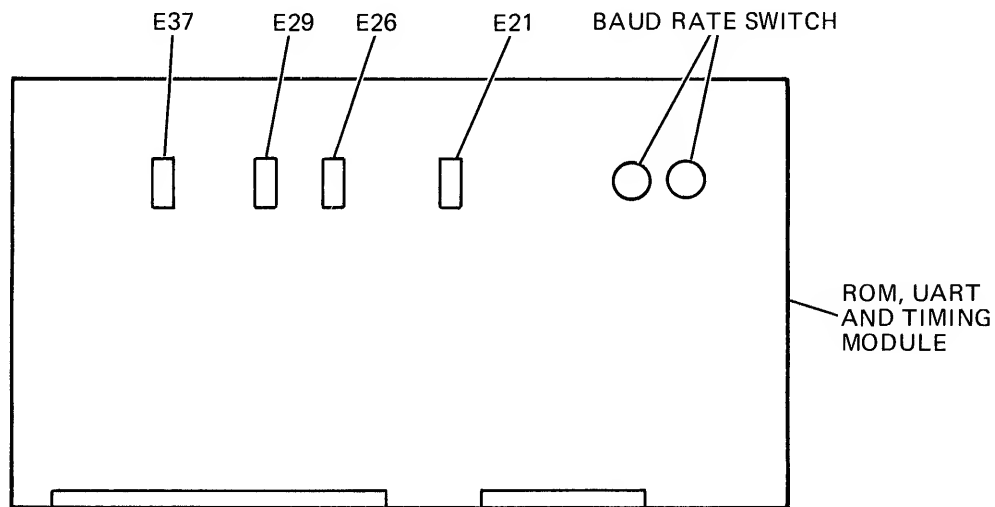 E37
E29
E26
E21
BAUD RATE SWITCH
ROM, UART
AND TIMING
MODULE